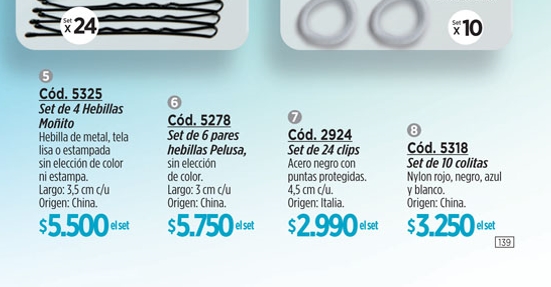 Set
x 24
Set
x 10
5
Cód. 5325
Set de 4 Hebillas
Moñito
Hebilla de metal, tela
lisa o estampada
sin elección de color
ni estampa.
Largo: 3,5 cm c/u
Origen: China.
$5.500 el set
6
Cód. 5278
Set de 6 pares
hebillas Pelusa,
sin elección
de color.
Largo: 3 cm c/u
Origen: China.
$5.750 el set
7
Cód. 2924
Set de 24 clips
Acero negro con
puntas protegidas.
4,5 cm c/u.
Origen: Italia.
$2.990 el set
8
Cód. 5318
Set de 10 colitas
Nylon rojo, negro, azul
y blanco.
Origen: China.
$3.250 el set
139